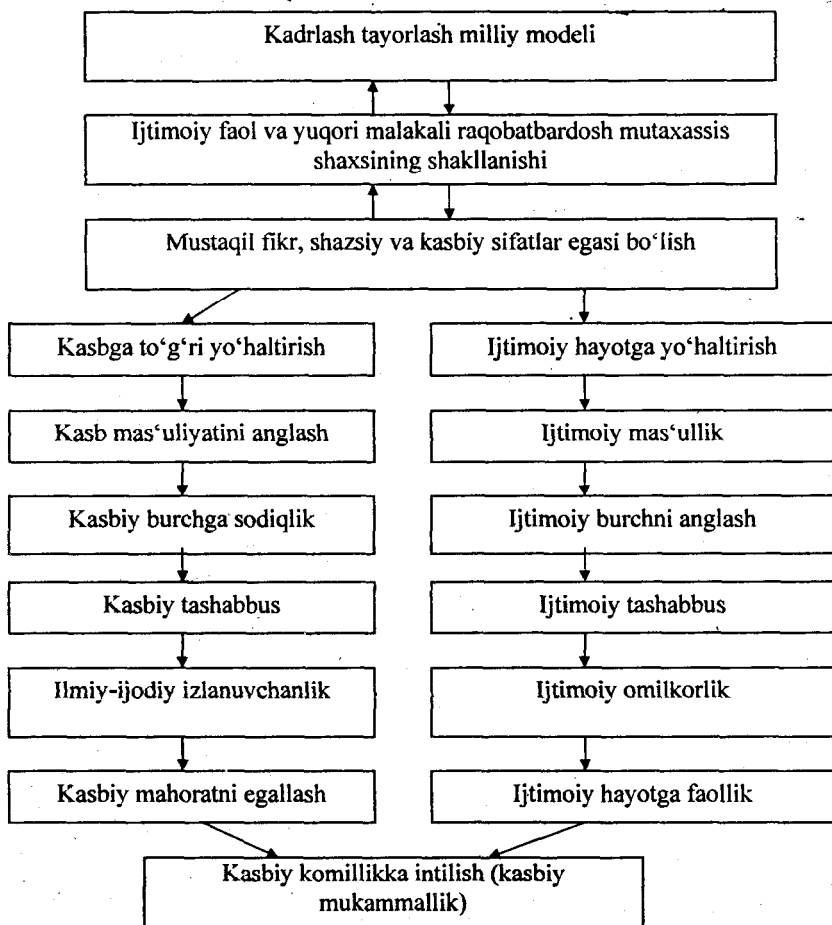 Kadrlash tayorlash milliy modeli
Ijtimoiy faol va yuqori malakali raqobatbardosh mutaxassis
shaxsining shakllanishi
Mustaqil fikr, shazsiy va kasbiy sifatlar egasi bo‘lish
Kasbga to‘g‘ri yo‘haltirish
Kasb mas‘uliyatini anglash
Kasbiy burchga sodiqlik
Kasbiy tashabbus
Ilmiy-ijodiy izlanuvchanlik
Kasbiy mahoratni egallash
Ijtimoiy hayotga yo‘haltirish
Ijtimoiy mas‘ullik
Ijtimoiy burchni anglash
Ijtimoiy tashabbus
Ijtimoiy omilkorlik
Ijtimoiy hayotga faollik
Kasbiy komillikka intilish (kasbiy
mukammallik)